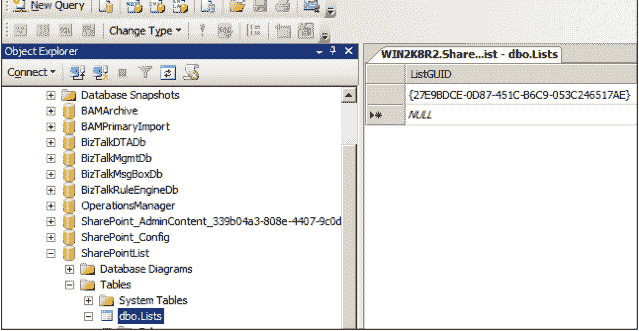 New Query
Change Type
Object Explorer
Connect
Database Snapshots
BAMArchive
BAMPrimaryImport
BizTalkDTADb
BizTalkMgmtDb
BizTalkMsgBoxDb
BizTalkRuleEngineDb
OperationsManager
SharePoint_AdminContent_339b04a3-808e-4407-9c0d
SharePoint_Config
SharePointList
Database Diagrams
Tables
System Tables
dbo.Lists
WIN2K8R2.Share...ist - dbo.Lists
ListGUID
{27E9BDCE-0D87-451C-B6C9-053C246517AE}
NULL